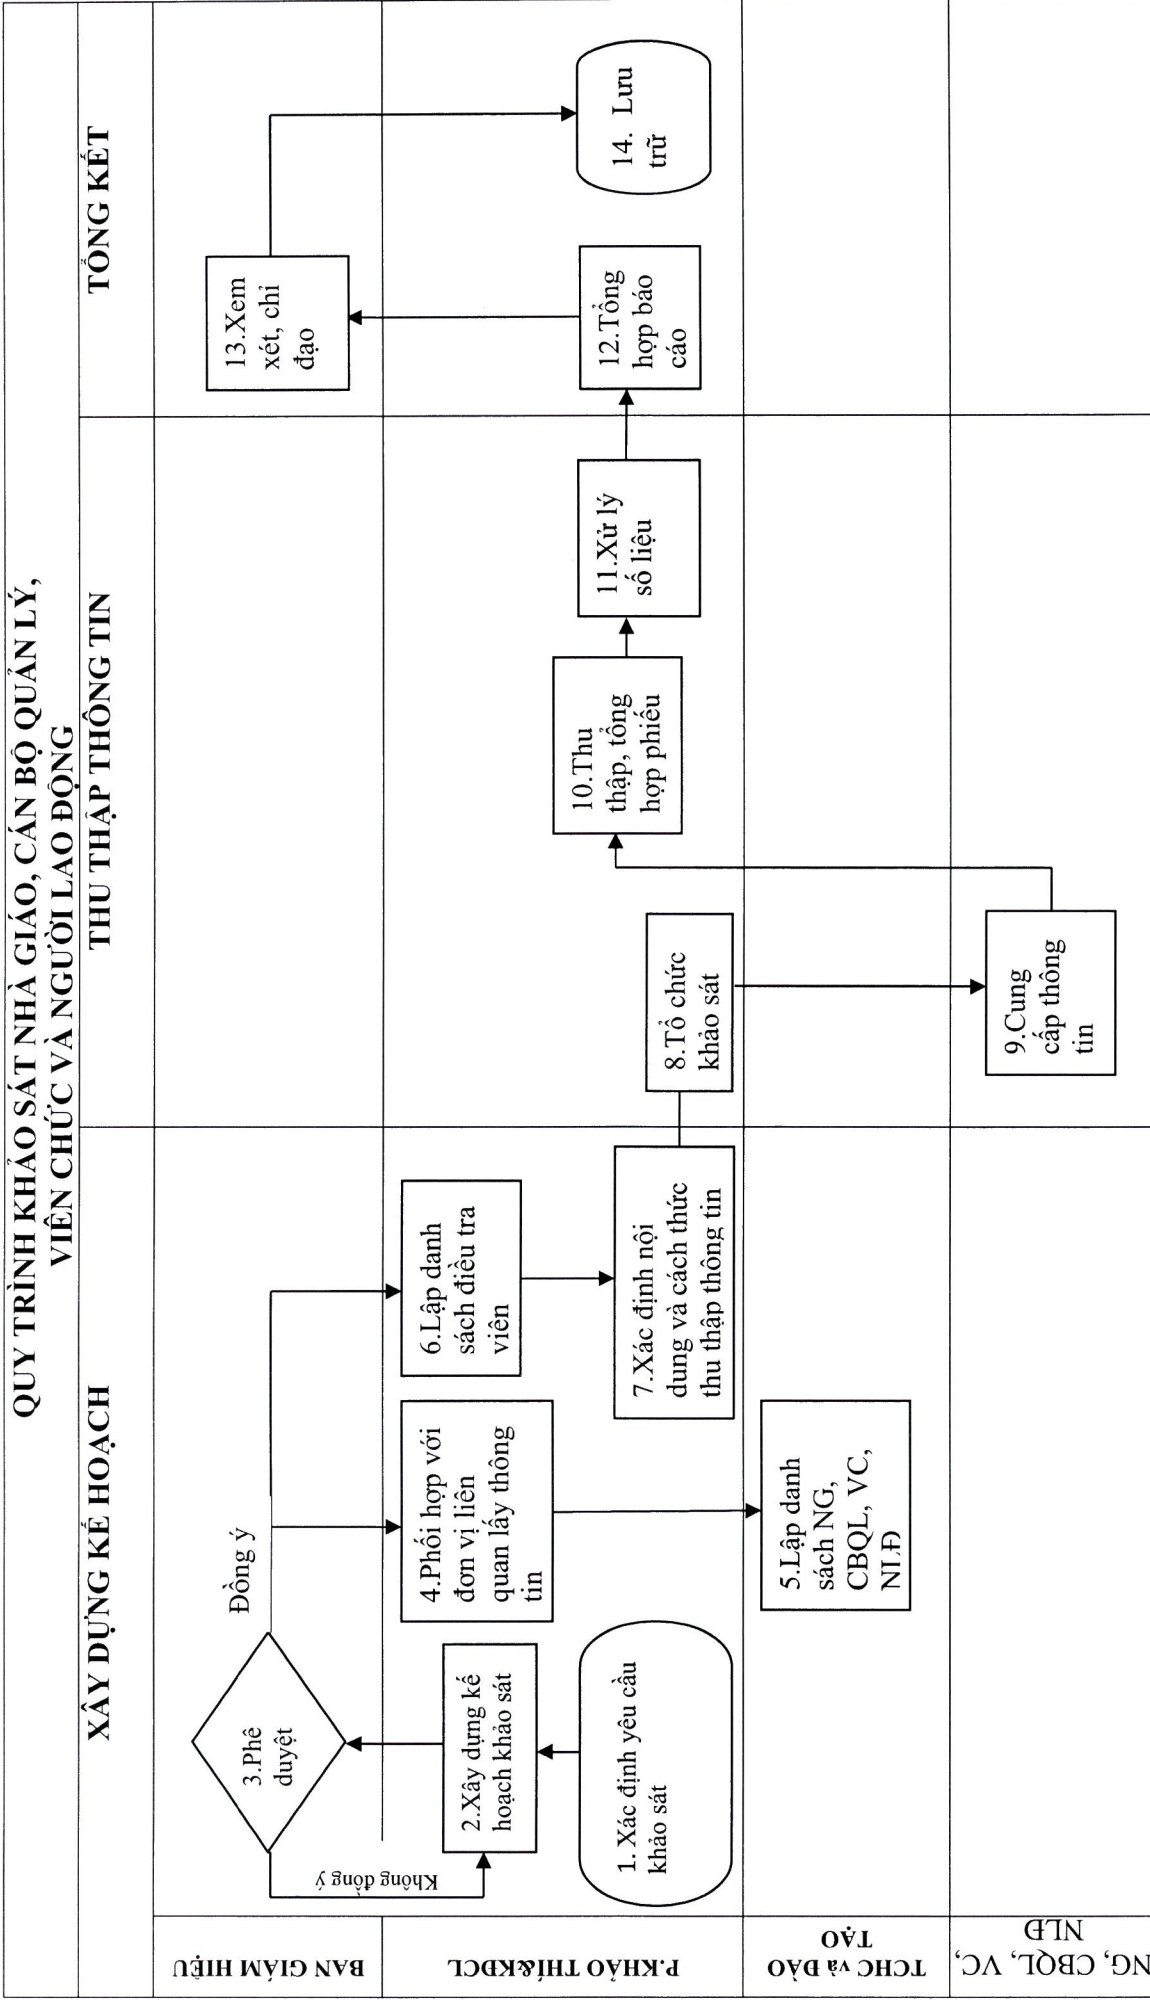 QUY TRÌNH KHẢO SÁT NHÀ GIÁO, CÁN BỘ QUẢN LÝ,
VIÊN CHỨC VÀ NGƯỜI LAO ĐỘNG
XÂY DỰNG KẾ HOẠCH
THU THẬP THÔNG TIN
TỔNG KẾT
BAN GIÁM HIỆU
3.Phê
duyệt
Đồng ý
Không đồng ý
13.Xem
xét, chỉ
đạo
P.KHẢO THÍ&KĐCL
1. Xác định yêu cầu
khảo sát
2.Xây dựng kế
hoạch khảo sát
4.Phối hợp với
đơn vị liên
quan lấy thông
tin
6.Lập danh
sách điều tra
viên
7.Xác định nội
dung và cách thức
thu thập thông tin
8.Tổ chức
khảo sát
10.Thu
thập, tổng
hợp phiếu
11.Xử lý
số liệu
12.Tổng
hợp báo
cáo
14. Lưu
trữ
TCHC và ĐÀO
TẠO
5.Lập danh
sách NG,
CBQL, VC,
NLĐ
NG, CBQL, VC,
NLĐ
9.Cung
cấp thông
tin